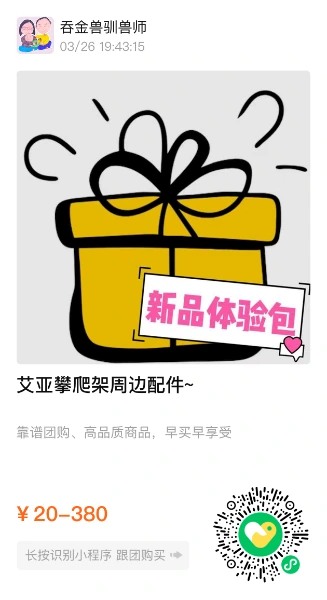 吞金兽驯兽师
03/26 19:43:15
新品体验包
艾亚攀爬架周边配件~
靠谱团购、高品质商品，早买早享受
¥20-380
长按识别小程序 跟团购买